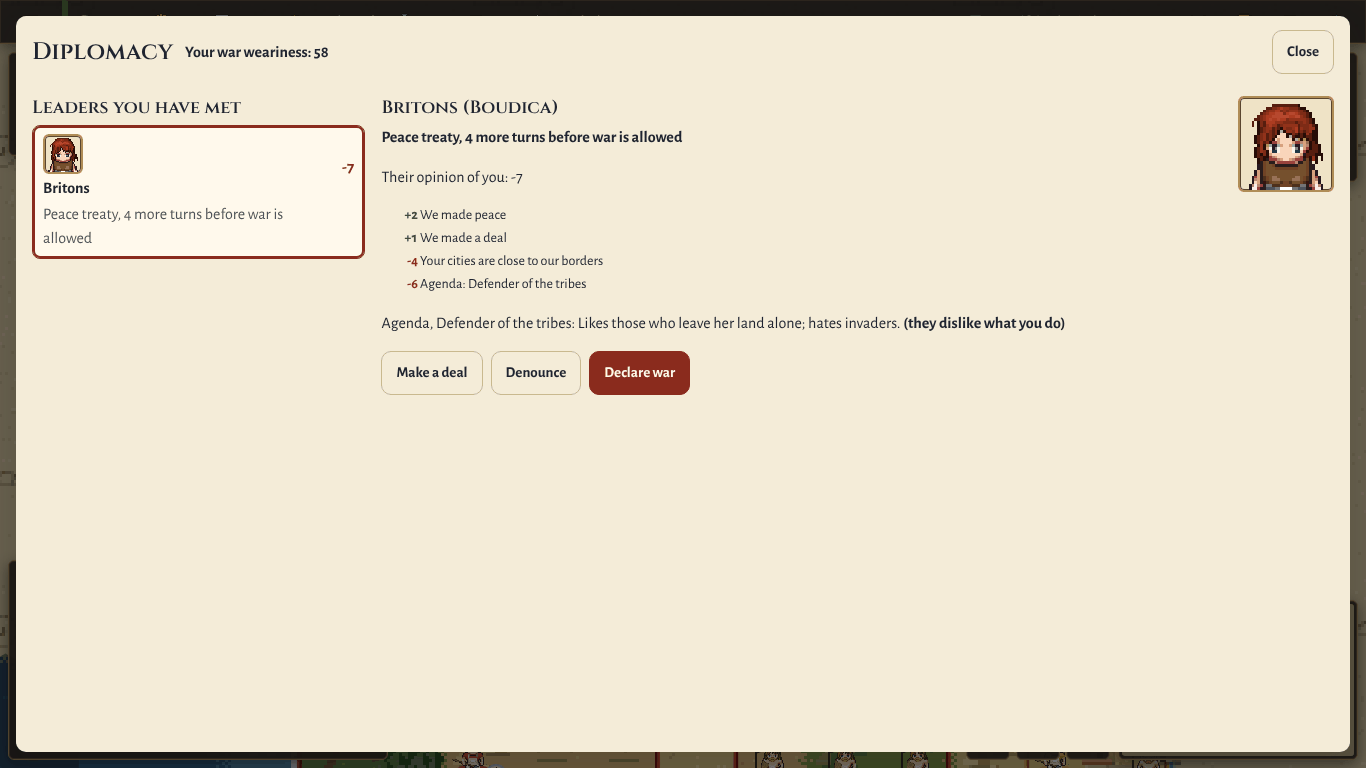 Diplomacy Your war weariness: 58
Close
Leaders you have met
-7
Britons
Peace treaty, 4 more turns before war is
allowed
Britons (Boudica)
Peace treaty, 4 more turns before war is allowed
Their opinion of you: -7
+2 We made peace
+1 We made a deal
-4 Your cities are close to our borders
-6 Agenda: Defender of the tribes
Agenda, Defender of the tribes: Likes those who leave her land alone; hates invaders. (they dislike what you do)
Make a deal Denounce Declare war